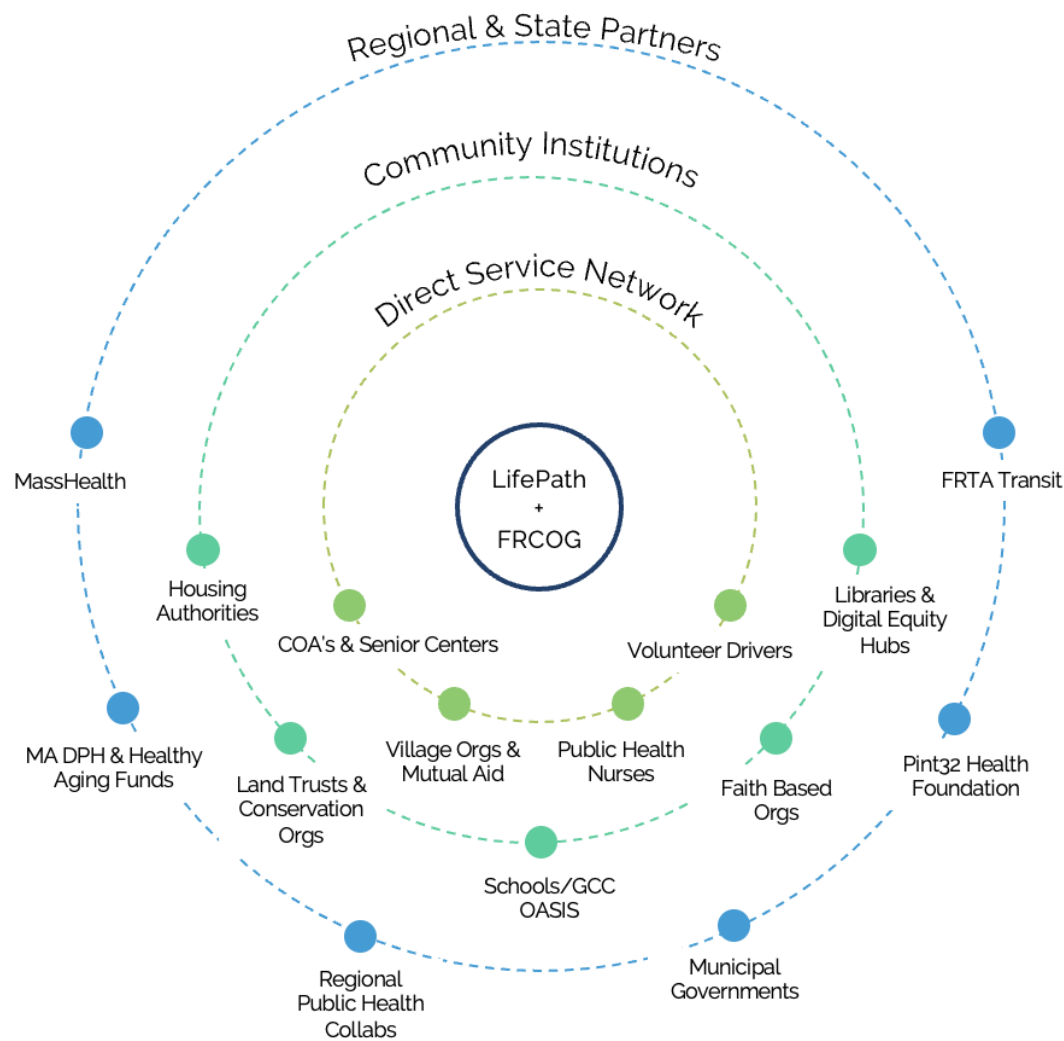 Regional & State Partners
Community Institutions
Direct Service Network
LifePath
+
FRCOG
MassHealth
FRTA Transit
Housing
Authorities
Libraries &
Digital Equity
Hubs
COA's & Senior Centers
Volunteer Drivers
MA DPH & Healthy
Aging Funds
Village Orgs &
Mutual Aid
Public Health
Nurses
Pint32 Health
Foundation
Land Trusts &
Conservation
Orgs
Faith Based
Orgs
Schools/GCC
OASIS
Regional
Public Health
Collabs
Municipal
Governments